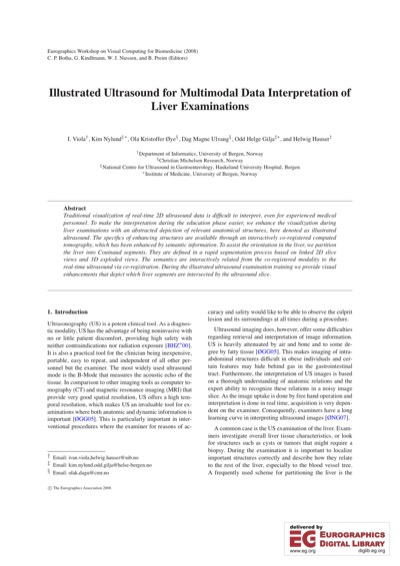 Eurographics Workshop on Visual Computing for Biomedicine (2008)
C. P. Botha, G. Kindlmann, W. J. Niessen, and B. Preim (Editors)
Illustrated Ultrasound for Multimodal Data Interpretation of
Liver Examinations
I. Viola†, Kim Nylund‡*, Ola Kristoffer Øye§, Dag Magne Ulvang§, Odd Helge Gilja‡*, and Helwig Hauser†
†Department of Informatics, University of Bergen, Norway
§Christian Michelsen Research, Norway
‡National Centre for Ultrasound in Gastroenterology, Haukeland University Hospital, Bergen
*Institute of Medicine, University of Bergen, Norway
Abstract
Traditional visualization of real-time 2D ultrasound data is difficult to interpret, even for experienced medical
personnel. To make the interpretation during the education phase easier, we enhance the visualization during
liver examinations with an abstracted depiction of relevant anatomical structures, here denoted as illustrated
ultrasound. The specifics of enhancing structures are available through an interactively co-registered computed
tomography, which has been enhanced by semantic information. To assist the orientation in the liver, we partition
the liver into Couinaud segments. They are defined in a rapid segmentation process based on linked 2D slice
views and 3D exploded views. The semantics are interactively related from the co-registered modality to the
real-time ultrasound via co-registration. During the illustrated ultrasound examination training we provide visual
enhancements that depict which liver segments are intersected by the ultrasound slice.
1. Introduction
Ultrasonography (US) is a potent clinical tool. As a diagnos-
tic modality, US has the advantage of being noninvasive with
no or little patient discomfort, providing high safety with
neither contraindications nor radiation exposure [BHZ*00].
It is also a practical tool for the clinician being inexpensive,
portable, easy to repeat, and independent of all other per-
sonnel but the examiner. The most widely used ultrasound
mode is the B-Mode that measures the acoustic echo of the
tissue. In comparison to other imaging tools as computer to-
mography (CT) and magnetic resonance imaging (MRI) that
provide very good spatial resolution, US offers a high tem-
poral resolution, which makes US an invaluable tool for ex-
aminations where both anatomic and dynamic information is
important [ØGG05]. This is particularly important in inter-
ventional procedures where the examiner for reasons of ac-
† Email: ivan.viola,helwig.hauser@uib.no
‡ Email: kim.nylund,odd.gilja@helse-bergen.no
§ Email: olak,dagu@cmr.no
© The Eurographics Association 2008.
curacy and safety would like to be able to observe the culprit
lesion and its surroundings at all times during a procedure.
Ultrasound imaging does, however, offer some difficulties
regarding retrieval and interpretation of image information.
US is heavily attenuated by air and bone and to some de-
gree by fatty tissue [ØGG05]. This makes imaging of intra-
abdominal structures difficult in obese individuals and cer-
tain features may hide behind gas in the gastrointestinal
tract. Furthermore, the interpretation of US images is based
on a thorough understanding of anatomic relations and the
expert ability to recognize these relations in a noisy image
slice. As the image uptake is done by free hand operation and
interpretation is done in real time, acquisition is very depen-
dent on the examiner. Consequently, examiners have a long
learning curve in interpreting ultrasound images [ØNG07].
A common case is the US examination of the liver. Exam-
iners investigate overall liver tissue characteristics, or look
for structures such as cysts or tumors that might require a
biopsy. During the examination it is important to localize
important structures correctly and describe how they relate
to the rest of the liver, especially to the blood vessel tree.
A frequently used scheme for partitioning the liver is the
delivered by
EG EUROGRAPHICS
DIGITAL LIBRARY
www.eg.org diglib.eg.org